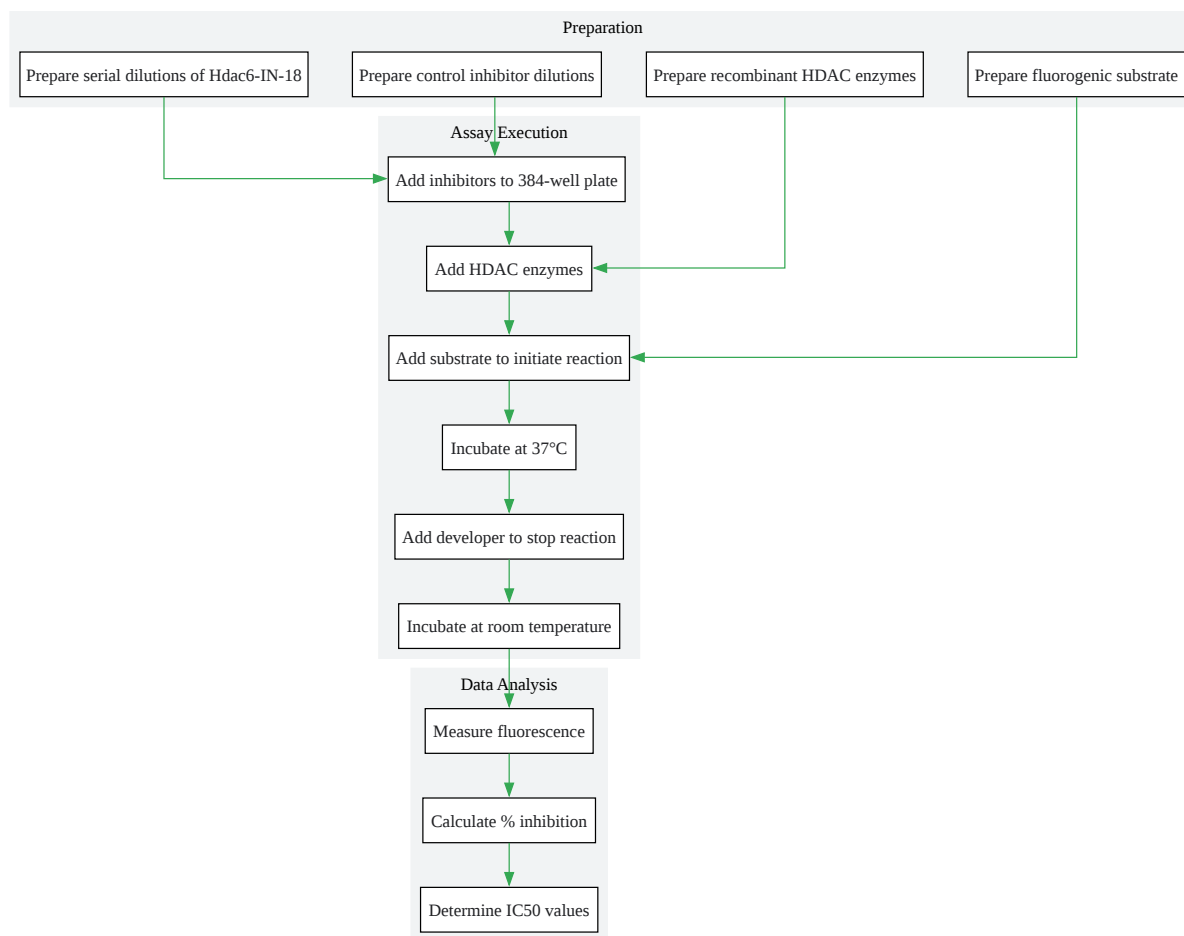 Preparation
Prepare serial dilutions of Hdac6-IN-18
Prepare control inhibitor dilutions
Prepare recombinant HDAC enzymes
Prepare fluorogenic substrate
Assay Execution
Add inhibitors to 384-well plate
Add HDAC enzymes
Add substrate to initiate reaction
Incubate at 37°C
Add developer to stop reaction
Incubate at room temperature
Data Analysis
Measure fluorescence
Calculate % inhibition
Determine IC50 values